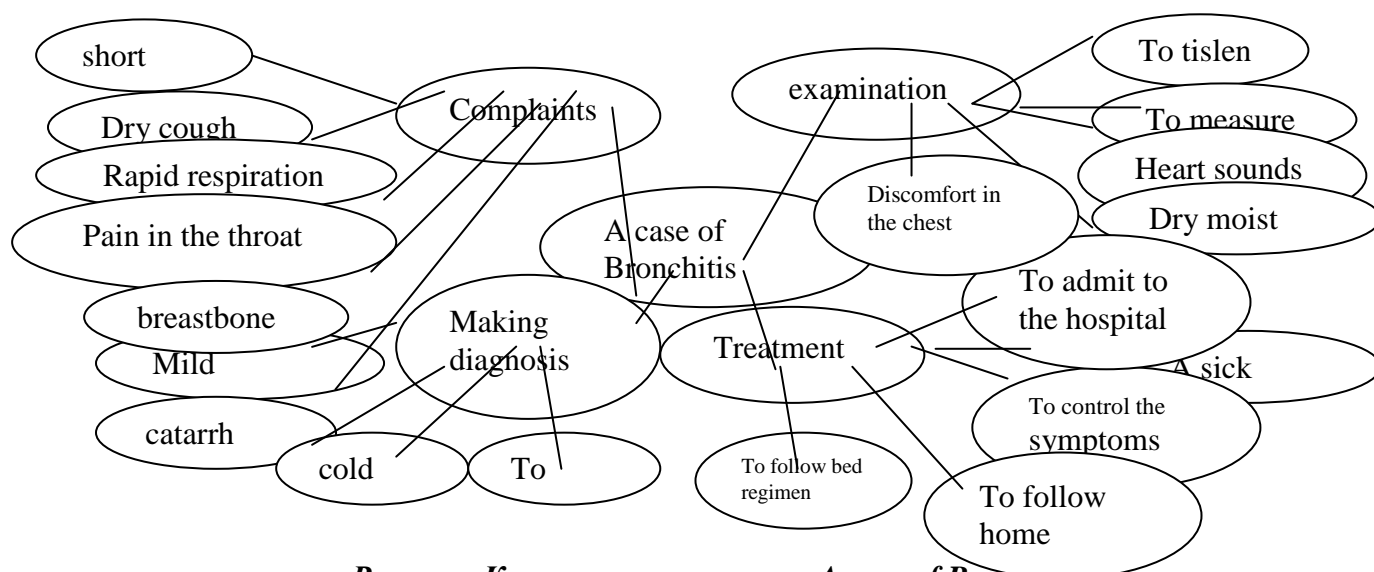 short
Dry cough
Rapid respiration
Pain in the throat
breastbone
Mild
catarrh
cold
To
Complaints
Making
diagnosis
A case of
Bronchitis
examination
Discomfort in
the chest
Treatment
To follow bed
regimen
To tislen
To measure
Heart sounds
Dry moist
To admit to
the hospital
A sick
To control the
symptoms
To follow
home